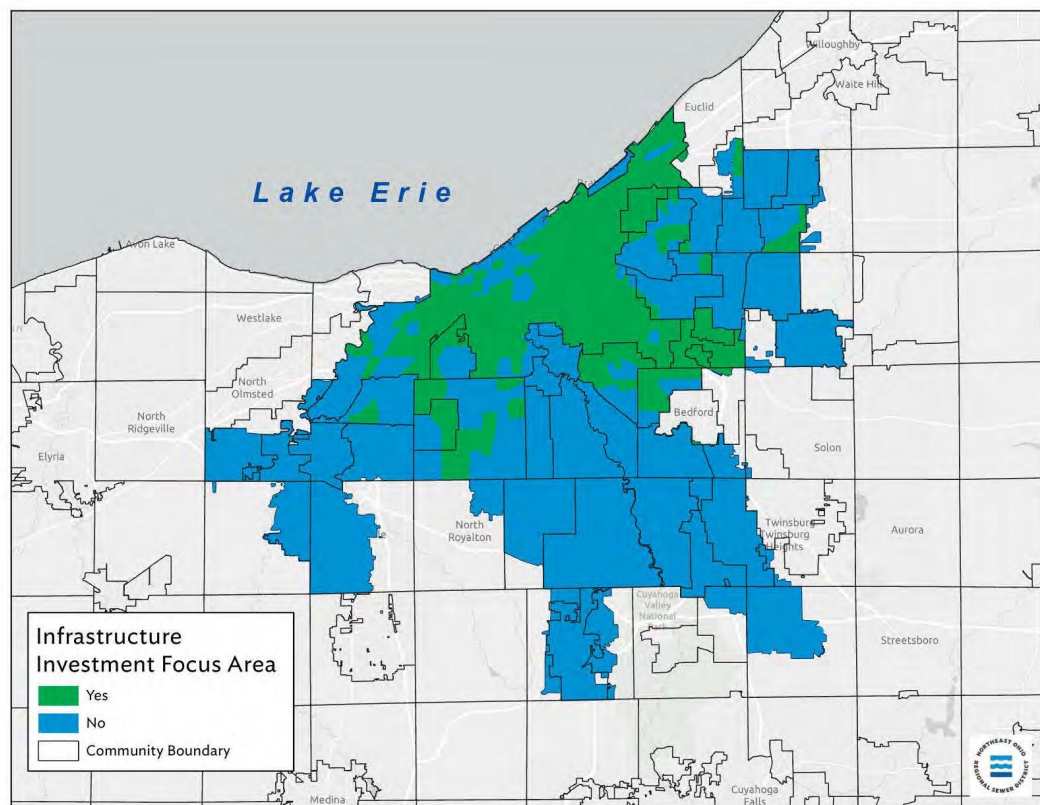 Willoughby
Waite Hill
Euclid
Lake Erie
Avon Lake
Westlake
North
Olmsted
North
Ridgeville
Elyria
Bedford
Solon
North
Royalton
Twinsburg
Twinsburg
Heights
Aurora
Cuyahoga
Valley
National
Streetsboro
Infrastructure
Investment Focus Area
Yes
No
Community Boundary
Medina
Cuyahoga
Falls
NORTHEAST OHIO
REGIONAL SEWER DISTRICT